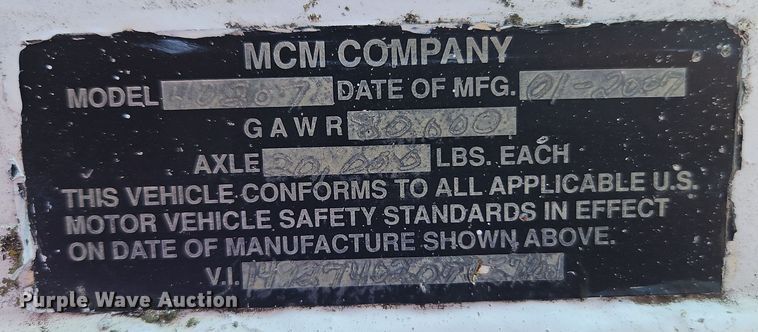 MCM COMPANY
MODEL DATE OF MFG. 01-2007
GAWR
AXLE LBS. EACH
THIS VEHICLE CONFORMS TO ALL APPLICABLE U.S.
MOTOR VEHICLE SAFETY STANDARDS IN EFFECT
ON DATE OF MANUFACTURE SHOWN ABOVE.
V.I.
Purple Wave Auction